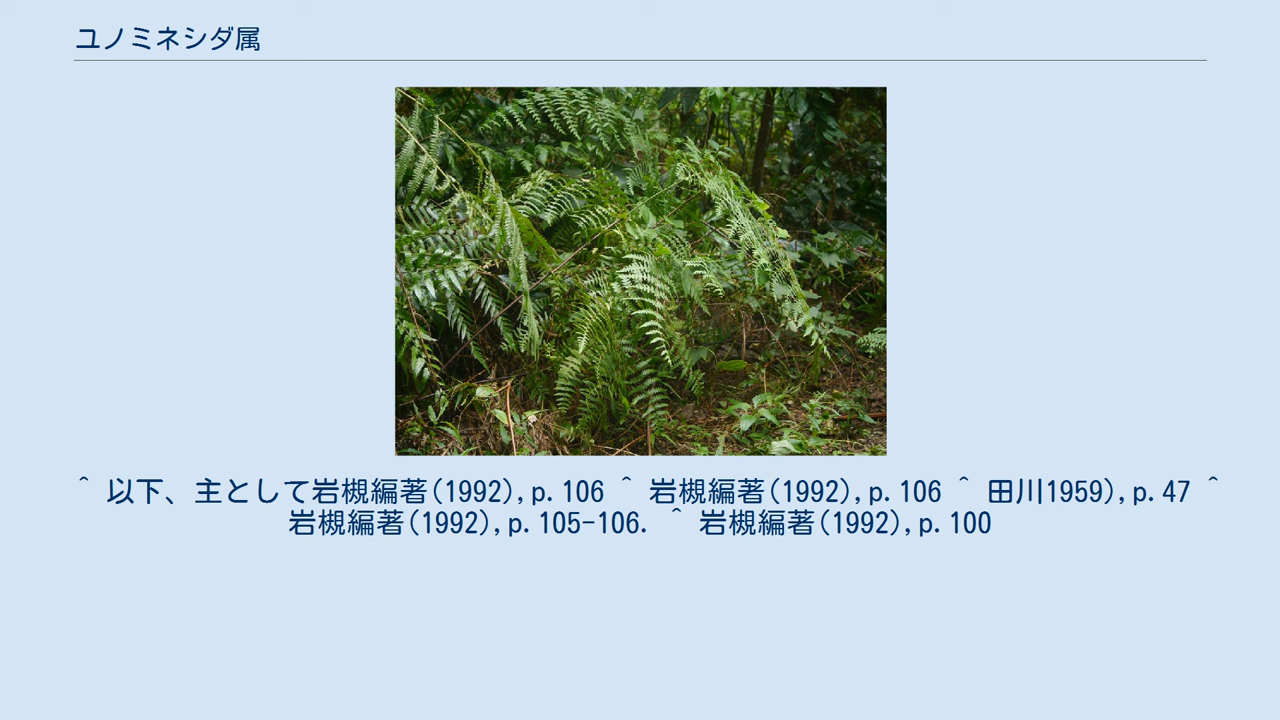 ユノミネシダ属
^ 以下、主として岩槻編著(1992),p.106 ^ 岩槻編著(1992),p.106 ^ 田川1959),p.47 ^
岩槻編著(1992),p.105-106. ^ 岩槻編著(1992),p.100